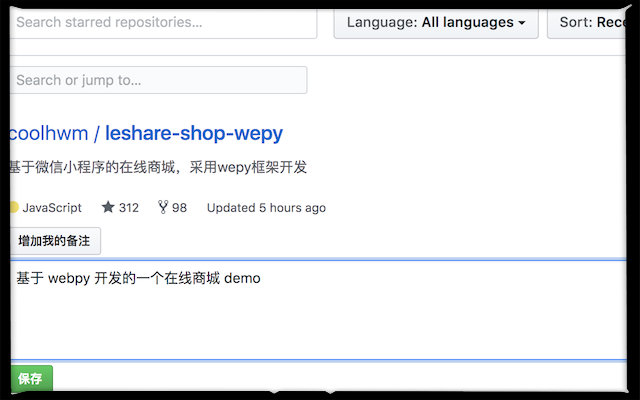 Search starred repositories...
Language: All languages
Sort: Rece
Search or jump to...
coolhwm / leshare-shop-wepy
基于微信小程序的在线商城，采用wepy框架开发
JavaScript 312 98 Updated 5 hours ago
增加我的备注
基于 webpy 开发的一个在线商城 demo
保存